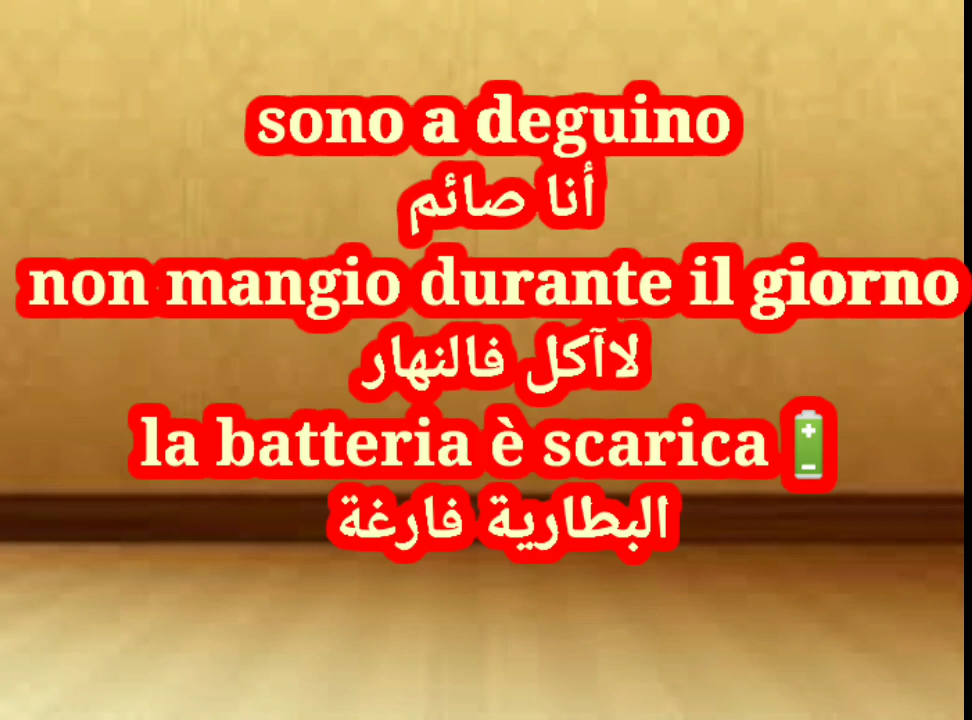 sono a deguino
أنا صائم
non mangio durante il giorno
لاآكل فالنهار
la batteria è scarica 🔋
البطارية فارغة